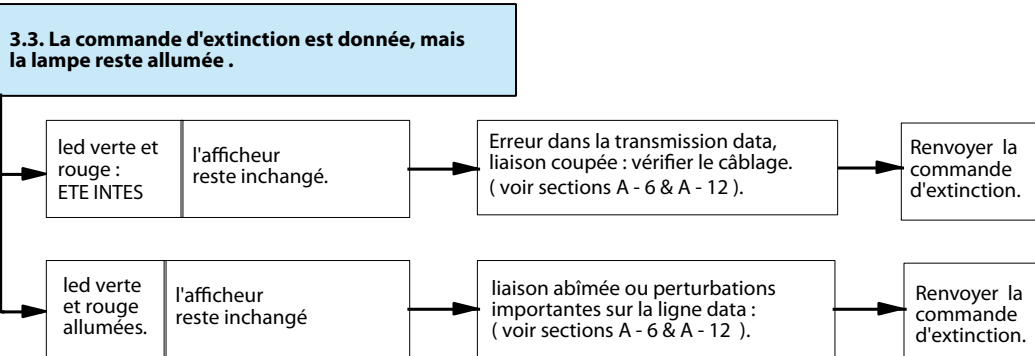 3.3. La commande d'extinction est donnée, mais
la lampe reste allumée .
led verte et
rouge :
ETE INTES
l'afficheur
reste inchangé.
Erreur dans la transmission data,
liaison coupée : vérifier le câblage.
( voir sections A - 6 & A - 12 ).
Renvoyer la
commande
d'extinction.
led verte
et rouge
allumées.
l'afficheur
reste inchangé
liaison abîmée ou perturbations
importantes sur la ligne data :
( voir sections A - 6 & A - 12 ).
Renvoyer la
commande
d'extinction.